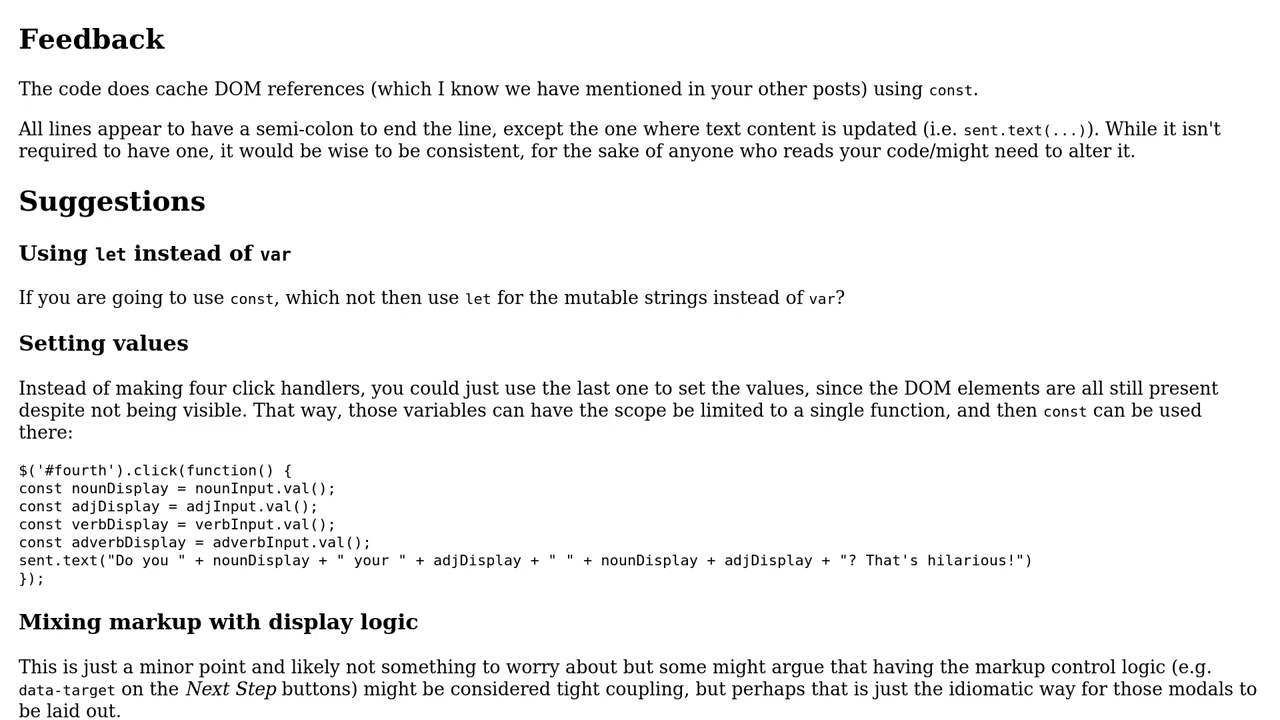 Feedback
The code does cache DOM references (which I know we have mentioned in your other posts) using const.
All lines appear to have a semi-colon to end the line, except the one where text content is updated (i.e. sent.text(...)). While it isn't
required to have one, it would be wise to be consistent, for the sake of anyone who reads your code/might need to alter it.
Suggestions
Using let instead of var
If you are going to use const, which not then use let for the mutable strings instead of var?
Setting values
Instead of making four click handlers, you could just use the last one to set the values, since the DOM elements are all still present
despite not being visible. That way, those variables can have the scope be limited to a single function, and then const can be used
there:
$('#fourth').click(function() {
const nounDisplay = nounInput.val();
const adjDisplay = adjInput.val();
const verbDisplay = verbInput.val();
const adverbDisplay = adverbInput.val();
sent.text("Do you " + nounDisplay + " your " + adjDisplay + " " + nounDisplay + adjDisplay + "? That's hilarious!")
});
Mixing markup with display logic
This is just a minor point and likely not something to worry about but some might argue that having the markup control logic (e.g.
data-target on the Next Step buttons) might be considered tight coupling, but perhaps that is just the idiomatic way for those modals to
be laid out.